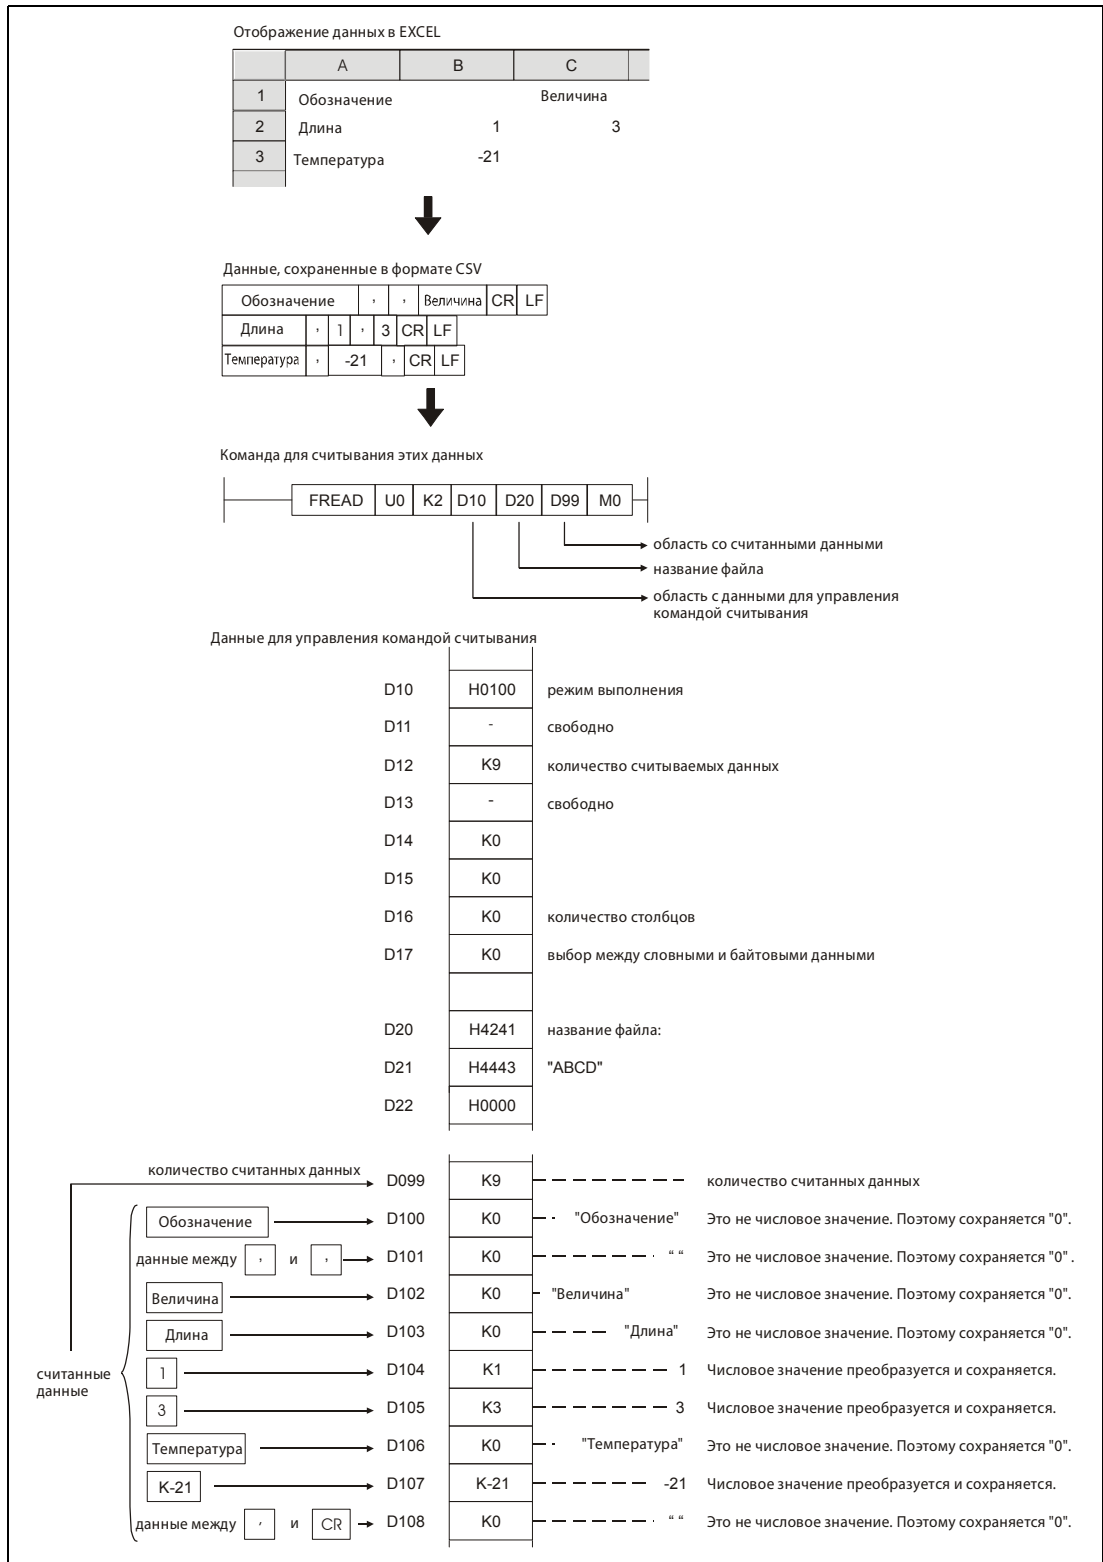 Отображение данных в EXCEL
A B C
1 Обозначение Величина
2 Длина 1 3
3 Температура -21
Данные, сохраненные в формате CSV
Обозначение , , Величина CR LF
Длина , 1 , 3 CR LF
Температура , -21 , CR LF
Команда для считывания этих данных
FREAD U0 K2 D10 D20 D99 M0
область со считанными данными
название файла
область с данными для управления
командой считывания
Данные для управления командой считывания
D10 H0100 режим выполнения
D11 - свободно
D12 K9 количество считываемых данных
D13 - свободно
D14 K0
D15 K0
D16 K0 количество столбцов
D17 K0 выбор между словными и байтовыми данными
D20 H4241 название файла:
D21 H4443 "ABCD"
D22 H0000
количество считанных данных D099 K9 количество считанных данных
Обозначение D100 K0 "Обозначение" Это не числовое значение. Поэтому сохраняется "0".
данные между , и , D101 K0 “ “ Это не числовое значение. Поэтому сохраняется "0" .
Величина D102 K0 "Величина" Это не числовое значение. Поэтому сохраняется "0".
Длина D103 K0 "Длина" Это не числовое значение. Поэтому сохраняется "0".
считанные
данные
1 D104 K1 1 Числовое значение преобразуется и сохраняется.
3 D105 K3 3 Числовое значение преобразуется и сохраняется.
Температура D106 K0 "Температура" Это не числовое значение. Поэтому сохраняется "0".
K-21 D107 K-21 -21 Числовое значение преобразуется и сохраняется.
данные между , и CR D108 K0 “ “ Это не числовое значение. Поэтому сохраняется "0".